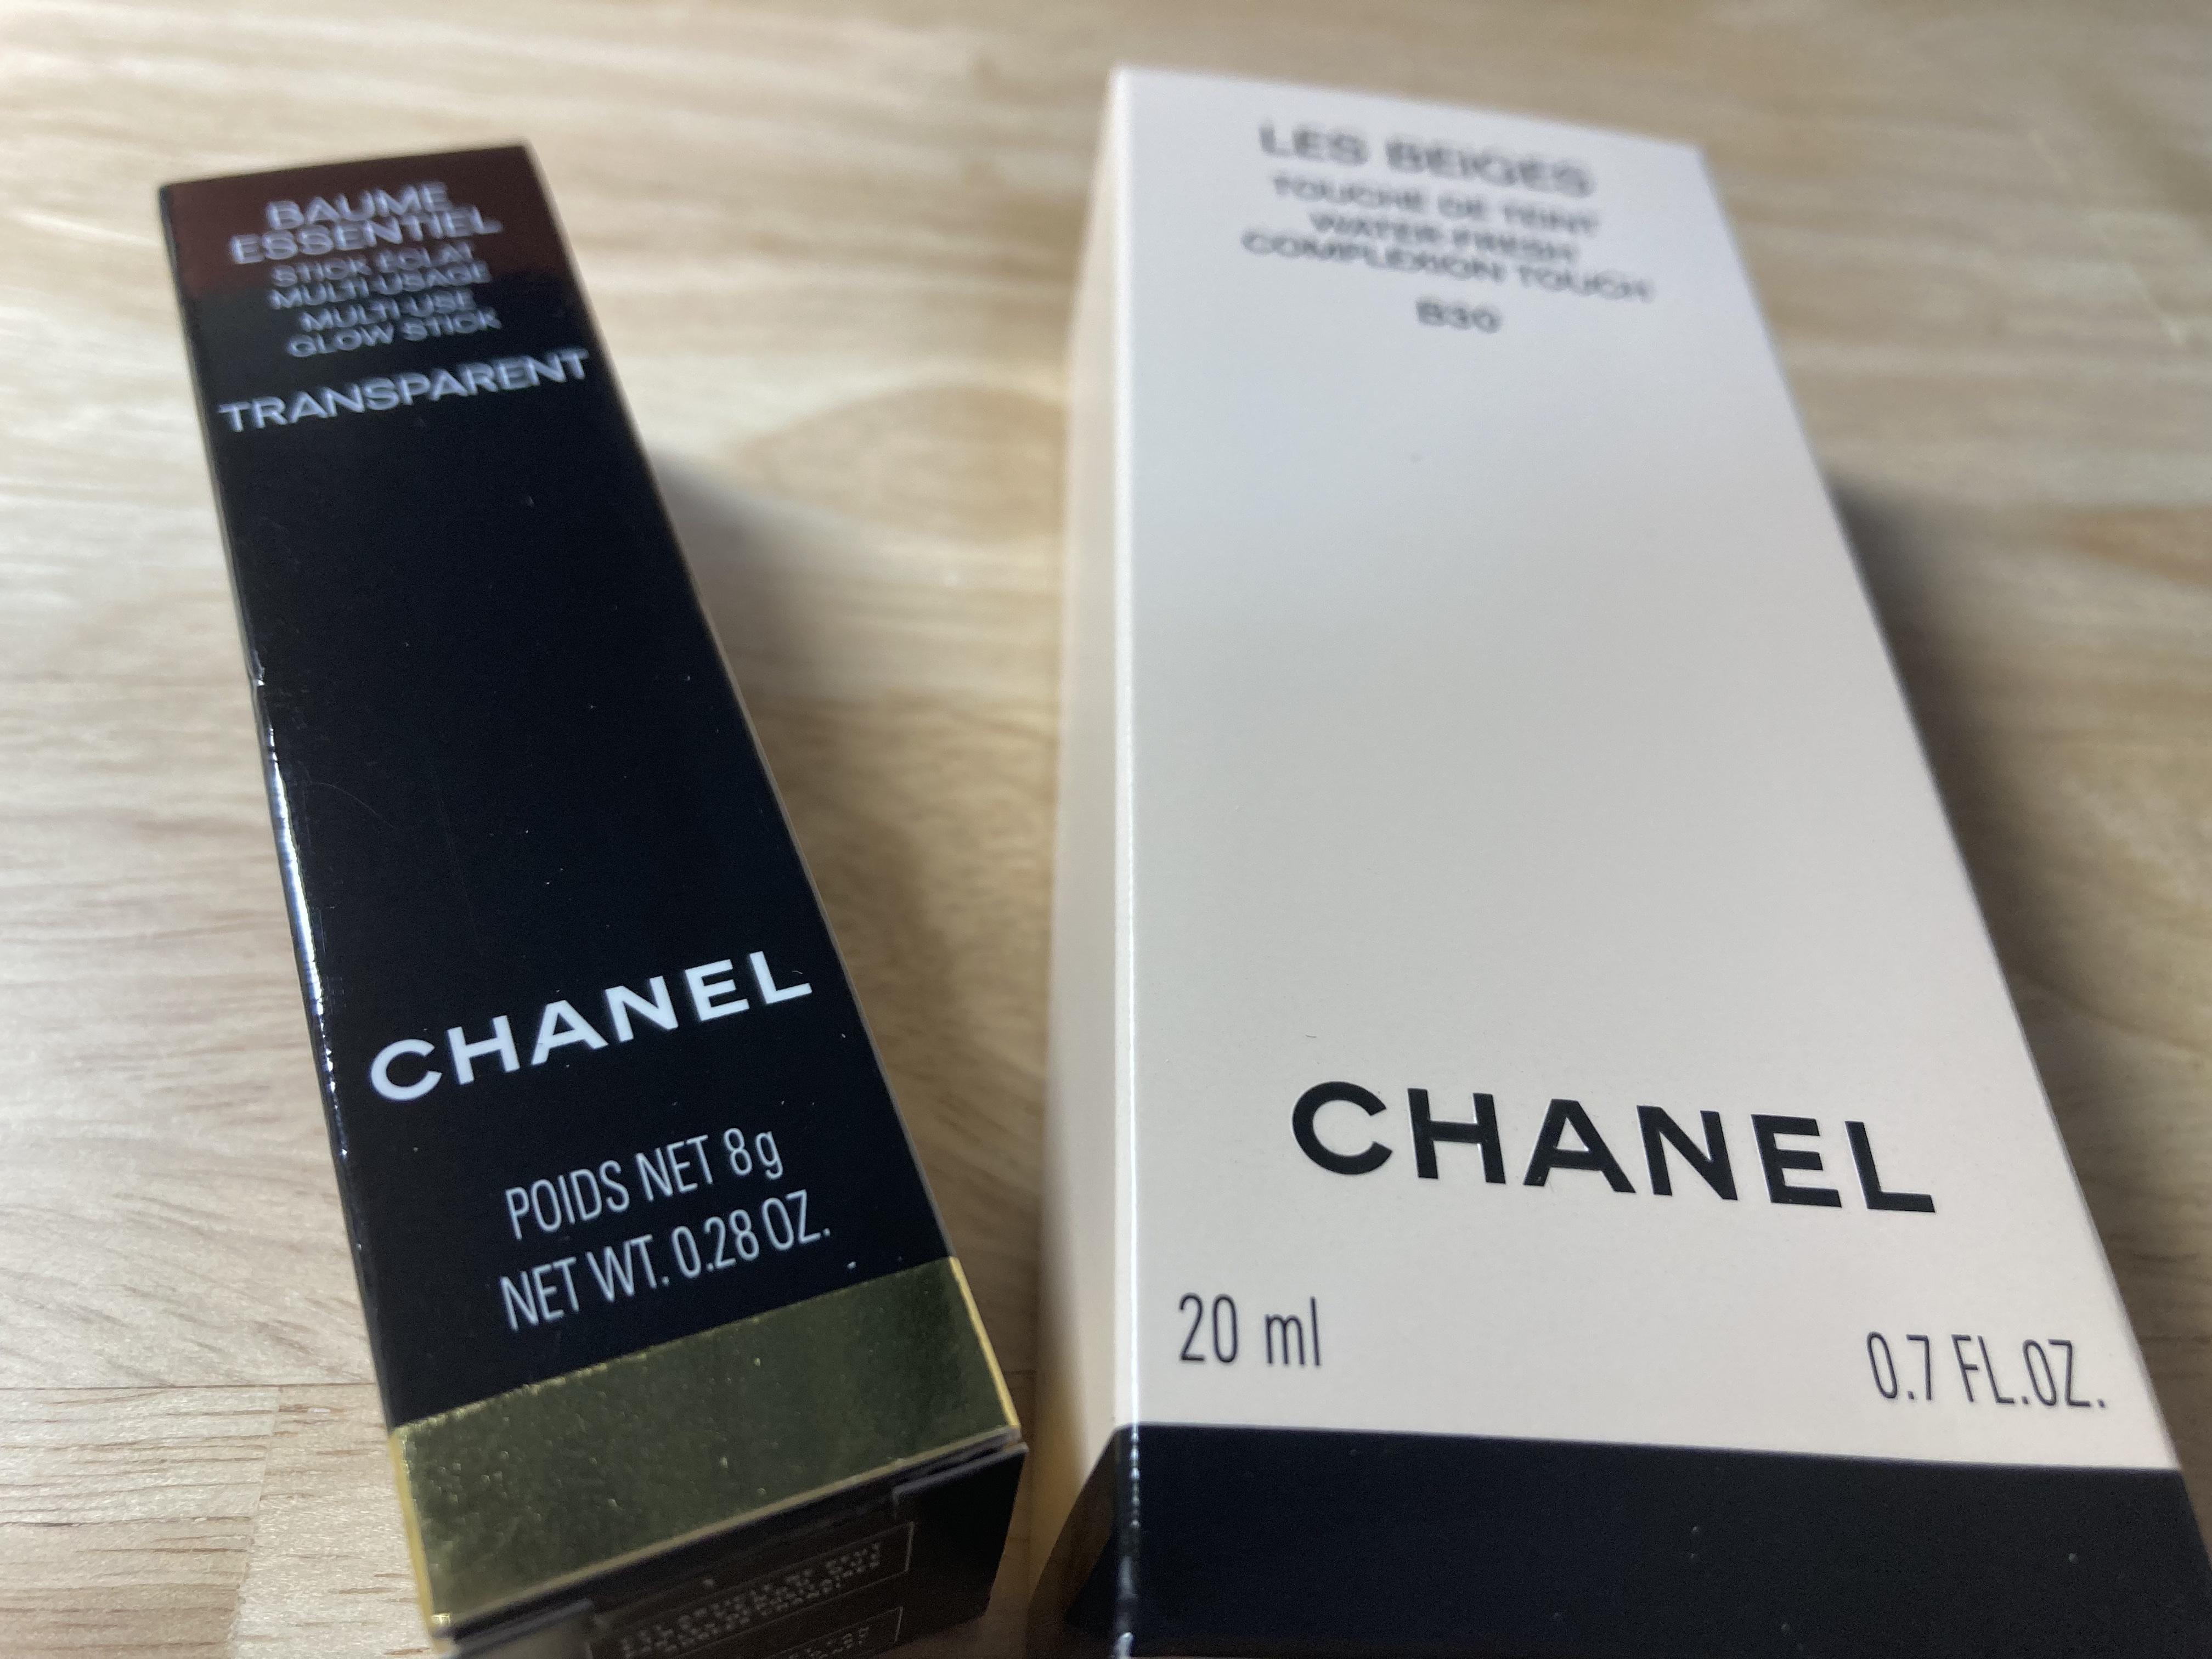 BAUME
ESSENTIEL
STICK ÉCLAT
MULTI-USAGE
MULTI-USE
GLOW STICK
TRANSPARENT
CHANEL
POIDS NET 8g
NET WT. 0.28 OZ.
LES BEIGES
TOUCHE DE TEINT
WATER-FRESH
COMPLEXION TOUCH
B30
CHANEL
20 ml
0.7 FL.OZ.